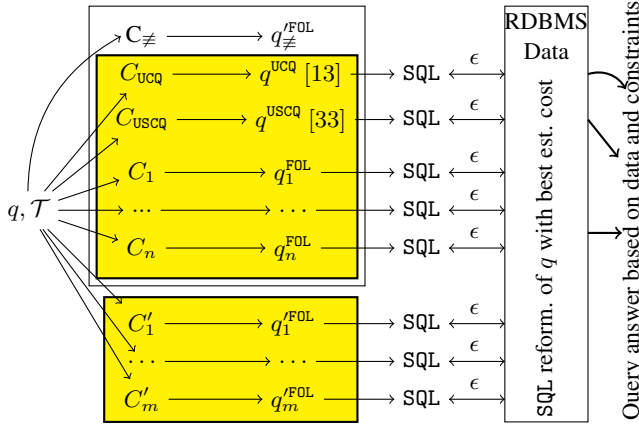 C≢ q′FOL≢
RDBMS
Data
CUCQ qUCQ [13] SQL ϵ
CUSCQ qUSCQ [33] SQL ϵ
C1 qFOL1 SQL ϵ
q, 𝒯 ... · · · SQL ϵ
Cn qFOLn SQL ϵ
C′1 q′FOL1 SQL ϵ
· · · · · · SQL ϵ
C′m q′FOLm SQL ϵ
SQL reform. of q with best est. cost
Query answer based on data and constraints